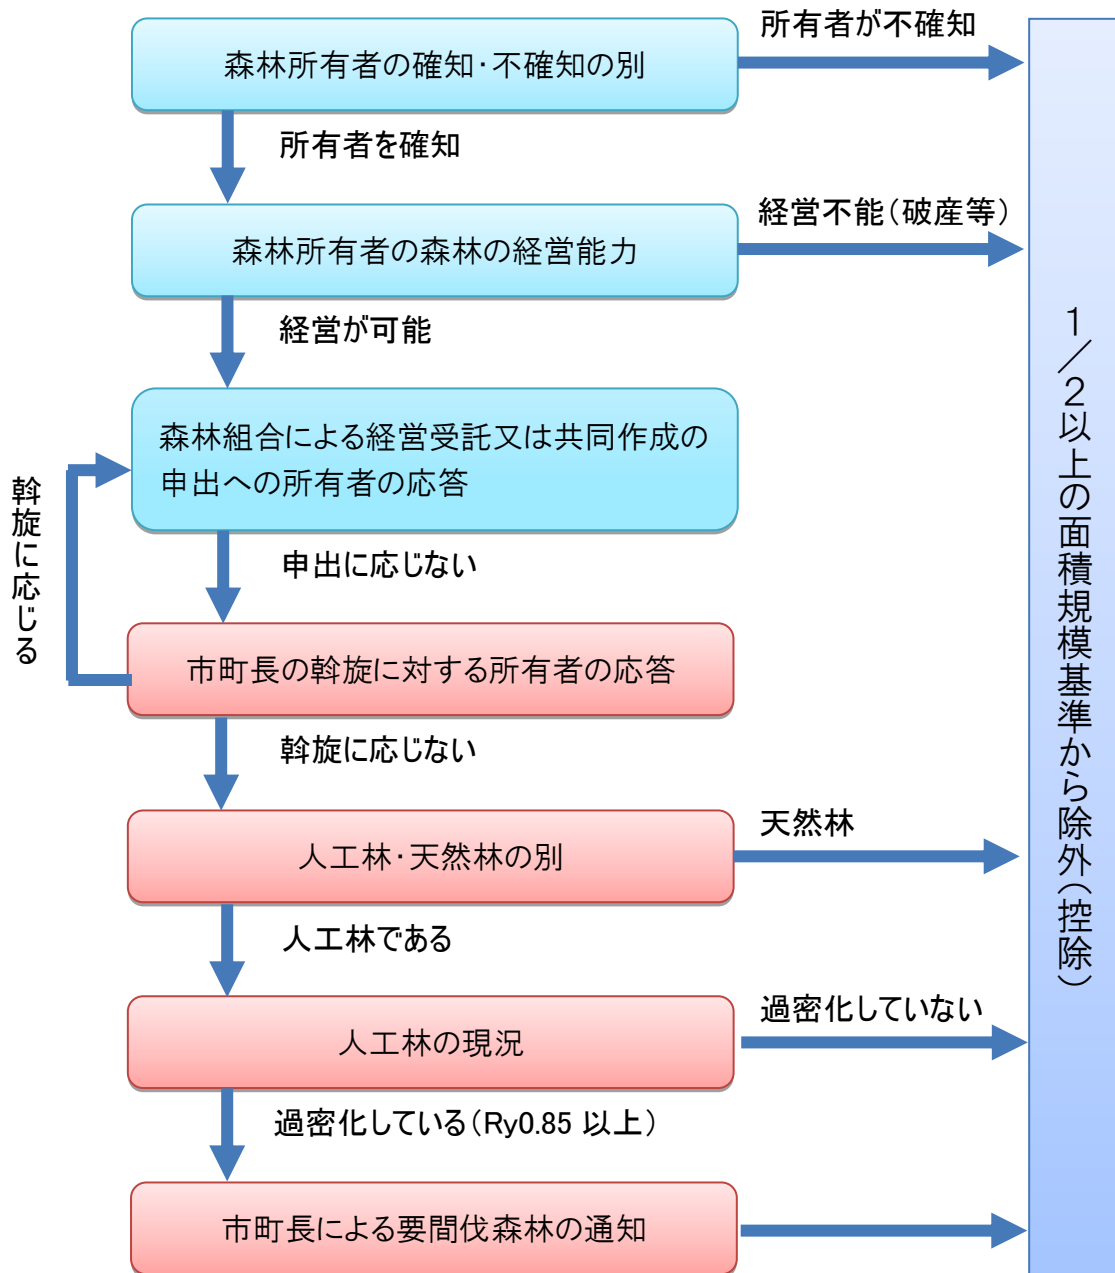 所有者が不確知
森林所有者の確知・不確知の別
所有者を確知
経営不能（破産等）
森林所有者の森林の経営能力
経営が可能
森林組合による経営受託又は共同作成の
申出への所有者の応答
斡旋に応じる
申出に応じない
市町長の斡旋に対する所有者の応答
斡旋に応じない
天然林
人工林・天然林の別
人工林である
過密化していない
人工林の現況
過密化している（Ry0.85 以上）
市町長による要間伐森林の通知
１／２以上の面積規模基準から除外（控除）